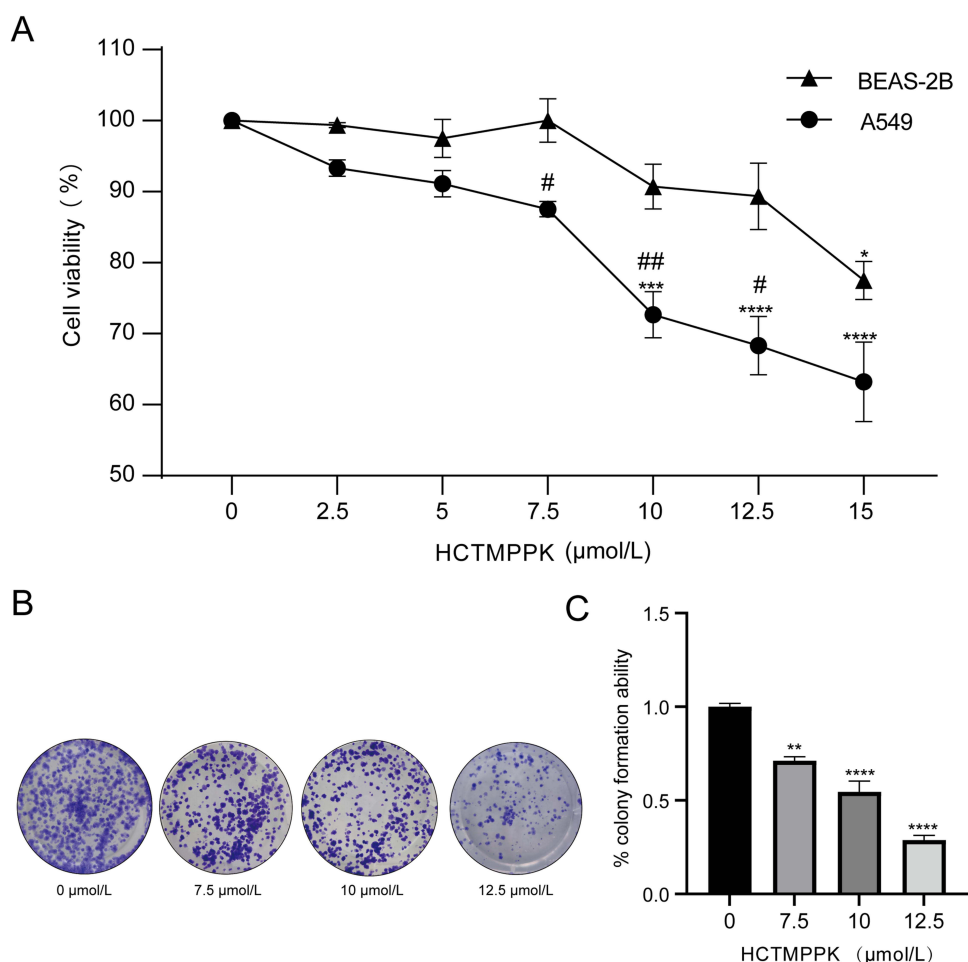 A
110
100
90
80
70
60
50
Cell viability (%)
BEAS-2B
A549
#
##
***
#
****
*
****
0 2.5 5 7.5 10 12.5 15
HCTMPPK (μmol/L)
B
0 μmol/L 7.5 μmol/L 10 μmol/L 12.5 μmol/L
C
1.5
1.0
0.5
0.0
% colony formation ability
**
****
****
0 7.5 10 12.5
HCTMPPK (μmol/L)